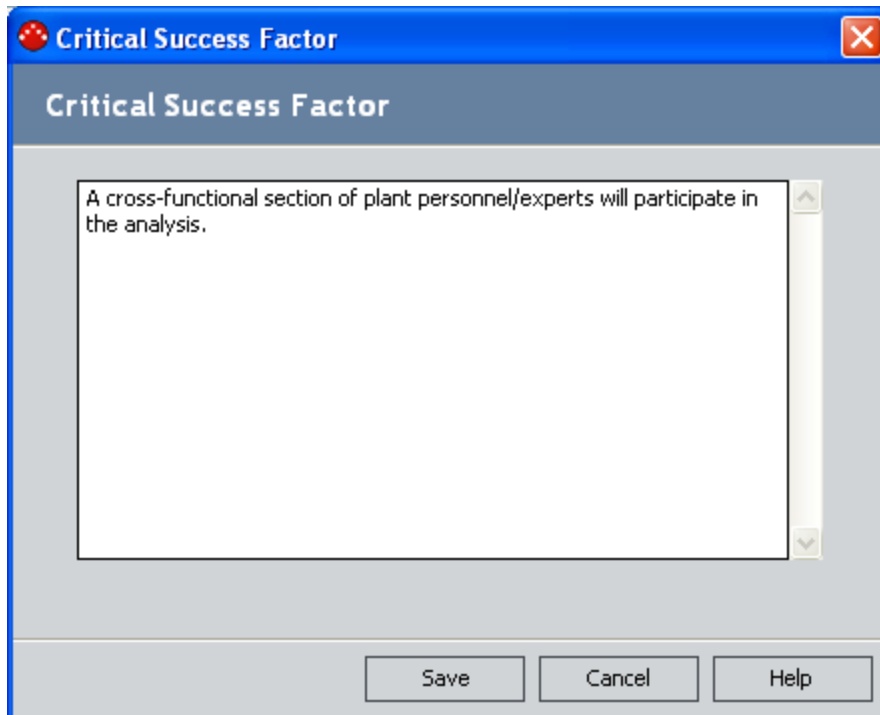 Critical Success Factor
Critical Success Factor
A cross-functional section of plant personnel/experts will participate in
the analysis.
Save
Cancel
Help